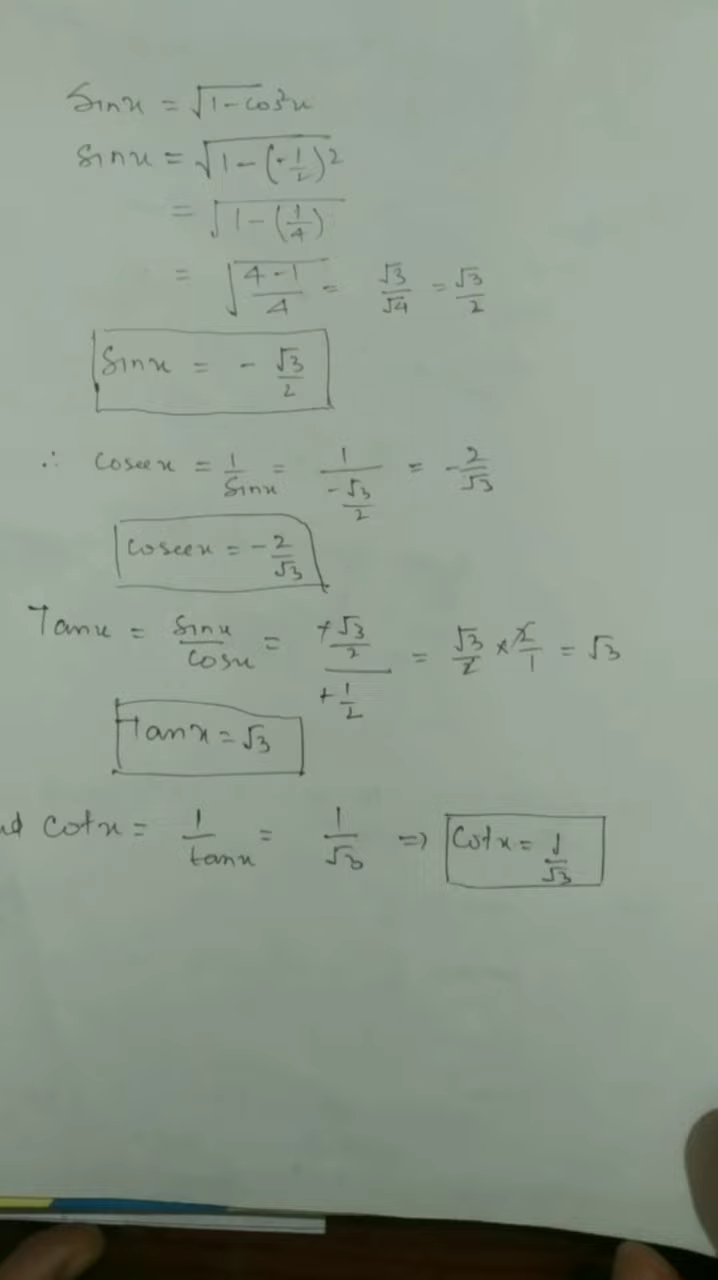 Sinx = √1-cos²x
sinx = √1-(-1/2)²
= √1-(1/4)
= √4-1/4 = √3/√4 = √3/2
Sinx = - √3/2
∴ cosecx = 1/Sinx = 1/-√3/2 = -2/√3
cosecx = -2/√3
Tanx = Sinx/Cosx = +√3/2/+1/2 = √3/2 × 2/1 = √3
Tanx = √3
nd Cotx = 1/tanx = 1/√3 ⇒ Cotx = 1/√3